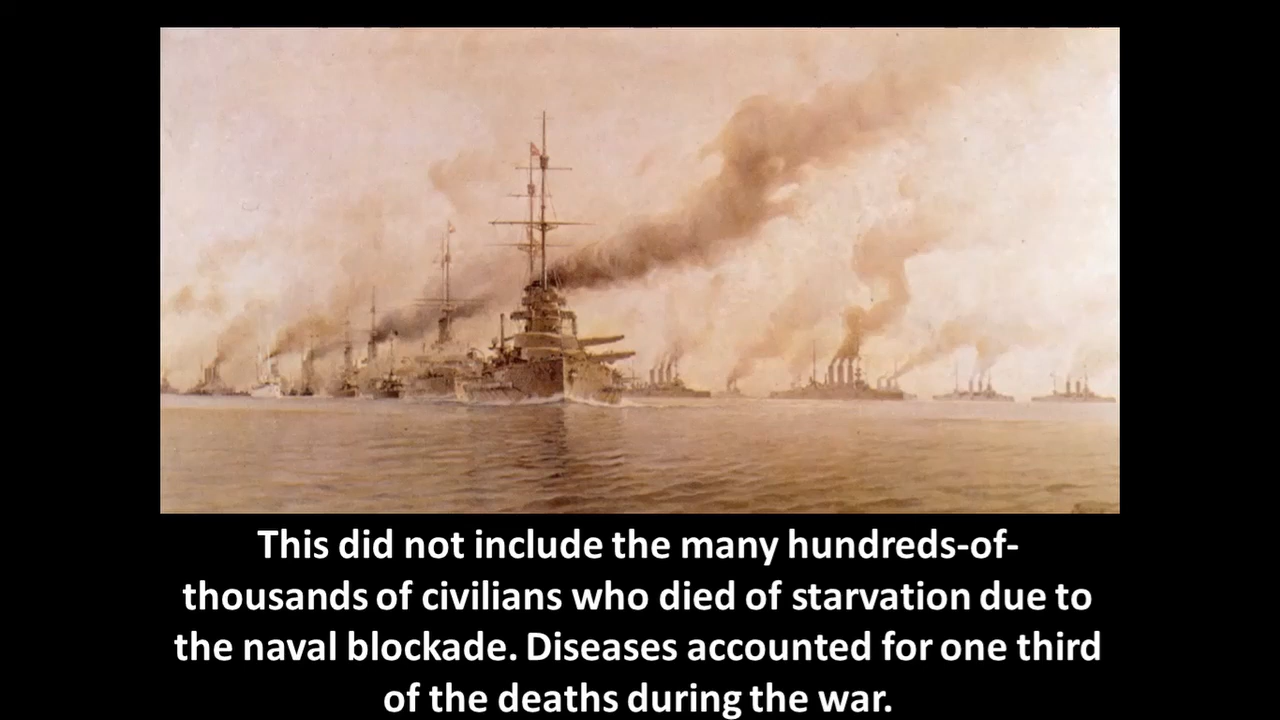 This did not include the many hundreds-of-
thousands of civilians who died of starvation due to
the naval blockade. Diseases accounted for one third
of the deaths during the war.